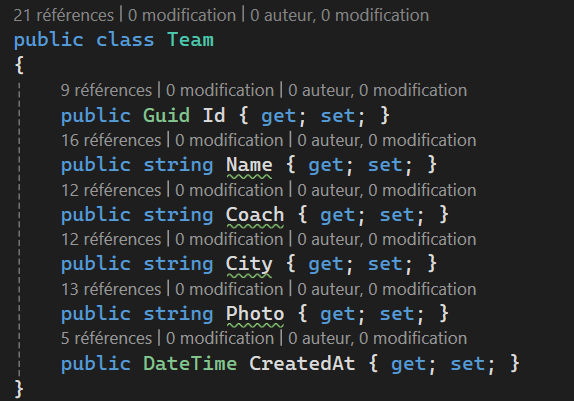 21 références | 0 modification | 0 auteur, 0 modification
public class Team
{
9 références | 0 modification | 0 auteur, 0 modification
public Guid Id { get; set; }
16 références | 0 modification | 0 auteur, 0 modification
public string Name { get; set; }
12 références | 0 modification | 0 auteur, 0 modification
public string Coach { get; set; }
12 références | 0 modification | 0 auteur, 0 modification
public string City { get; set; }
13 références | 0 modification | 0 auteur, 0 modification
public string Photo { get; set; }
5 références | 0 modification | 0 auteur, 0 modification
public DateTime CreatedAt { get; set; }
}